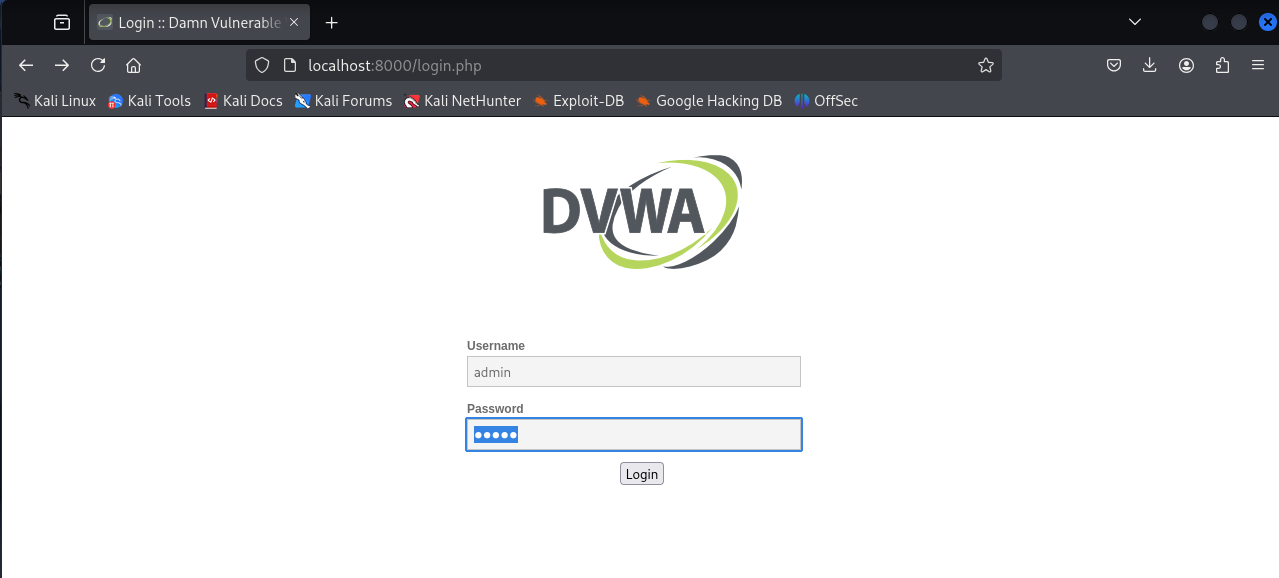 Login :: Damn Vulnerable
localhost:8000/login.php
Kali Linux Kali Tools Kali Docs Kali Forums Kali NetHunter Exploit-DB Google Hacking DB OffSec
DVWA
Username
admin
Password
•••••
Login